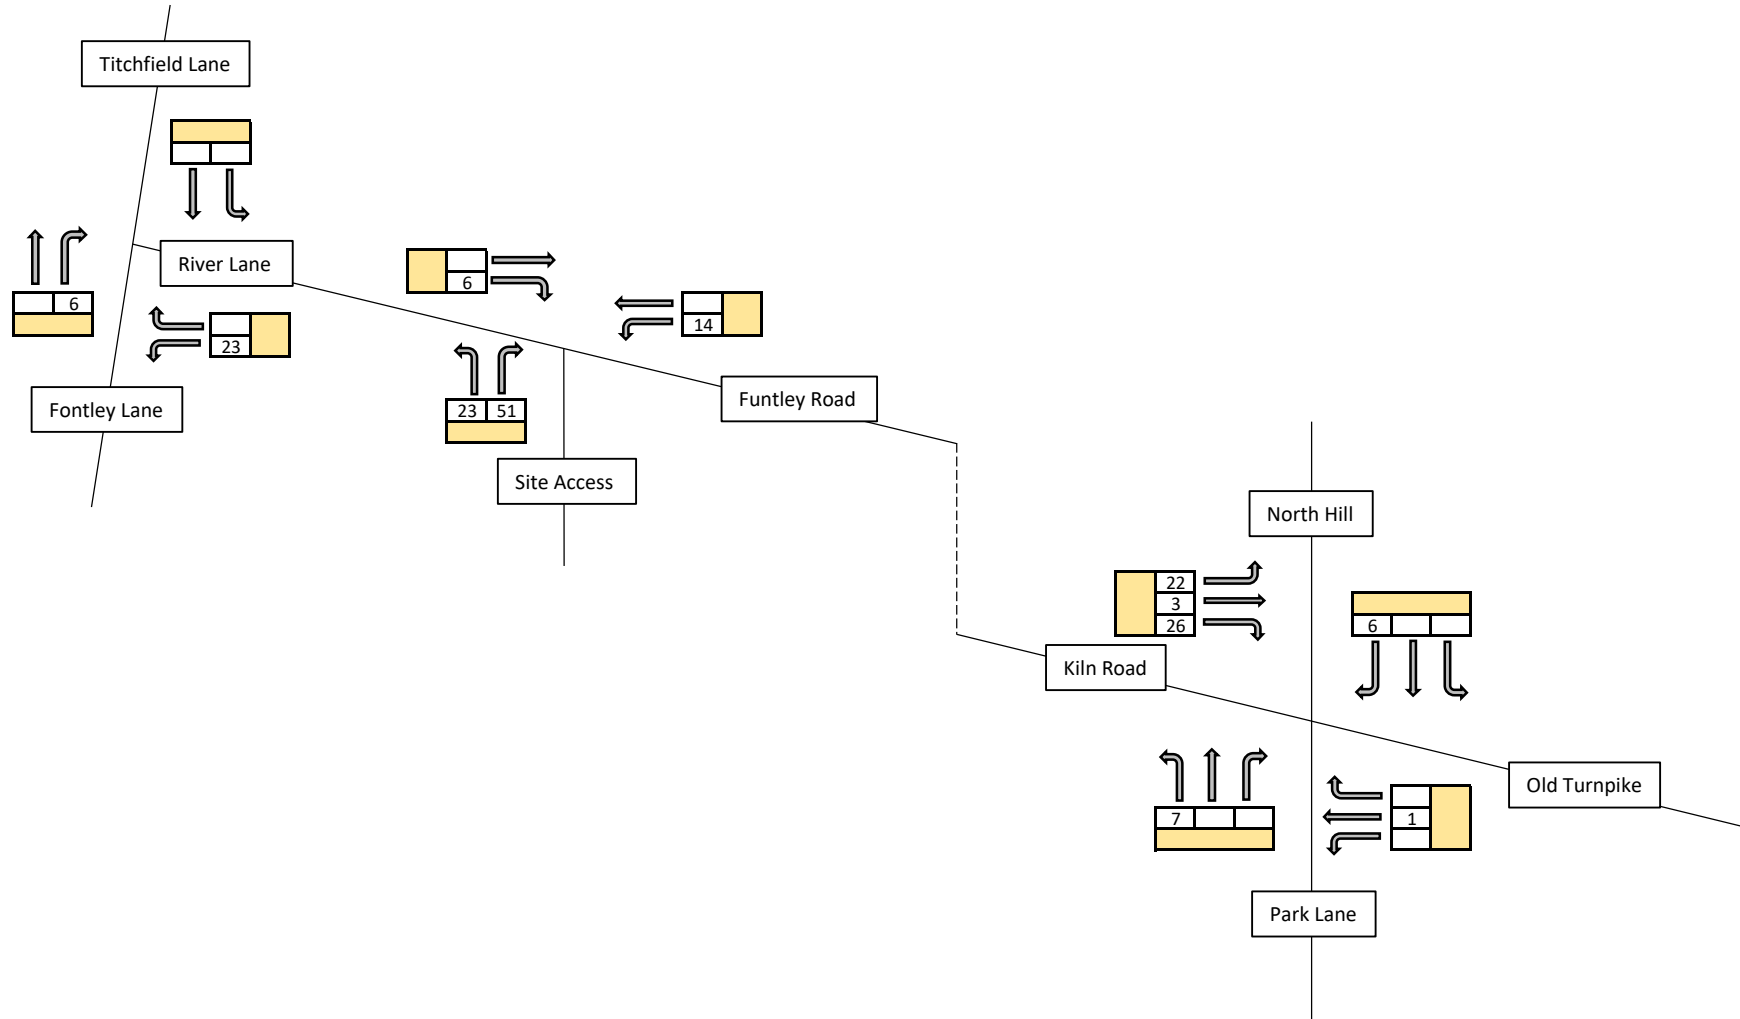 Titchfield Lane
River Lane
6
6
14
23
Fontley Lane
23 51
Funtley Road
Site Access
North Hill
22
3
26
6
Kiln Road
Old Turnpike
7
1
Park Lane